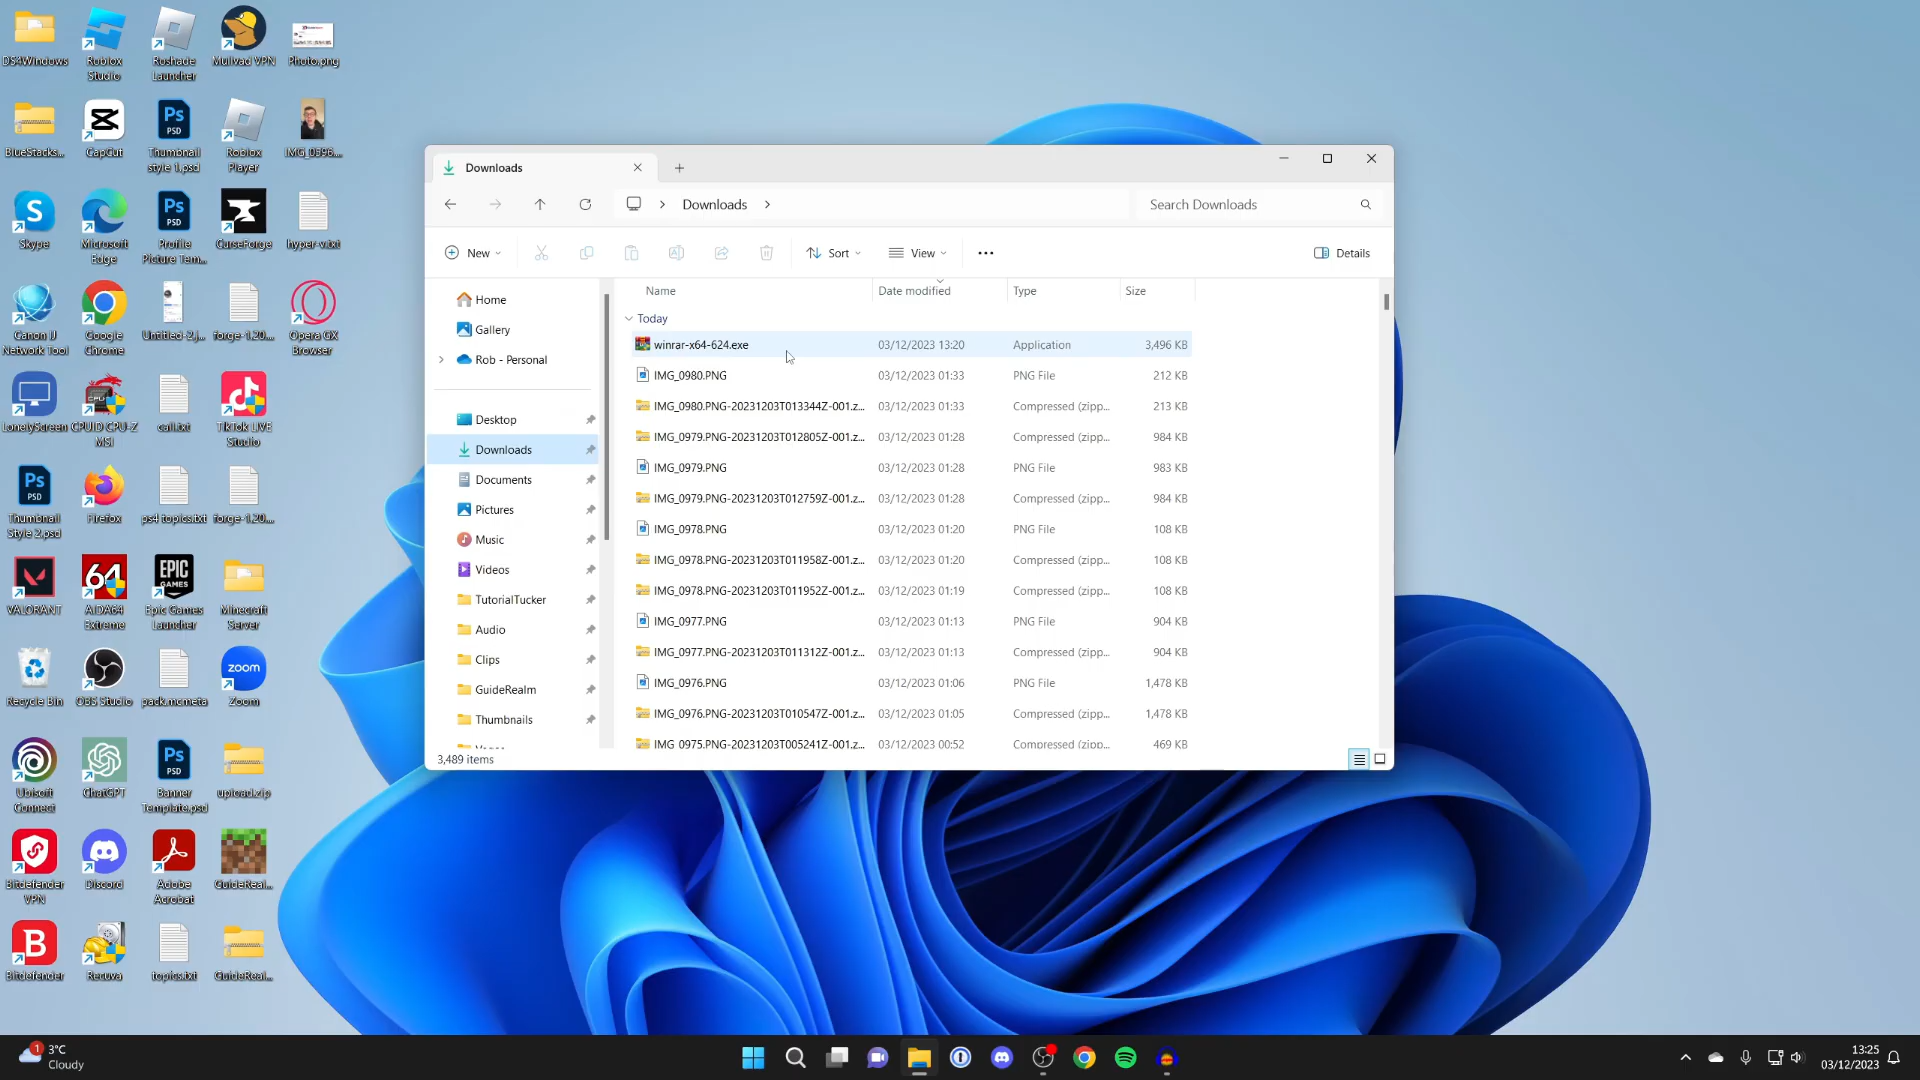 DS4Windows
Roblox
Studio
Roshade
Launcher
Mullvad VPN
Photo.png
BlueStacks...
CapCut
Thumbnail
style 1.psd
Roblox
Player
IMG_0596...
Skype
Microsoft
Edge
Profile
Picture Tem...
CurseForge
hyper-v.txt
Canon IJ
Network Tool
Google
Chrome
Untitled-2.j...
forge-1.20....
Opera GX
Browser
LonelyScreen
CPUID CPU-Z
MSI
call.txt
TikTok LIVE
Studio
Thumbnail
Style 2.psd
Firefox
ps4 topics.txt
forge-1.20....
VALORANT
AIDA64
Extreme
Epic Games
Launcher
Minecraft
Server
Recycle Bin
OBS Studio
pack.mcmeta
Zoom
Ubisoft
Connect
ChatGPT
Banner
Template.psd
upload.zip
Bitdefender
VPN
Discord
Adobe
Acrobat
GuideReal...
Bitdefender
Recuva
topics.txt
GuideReal...
Downloads
Downloads
Search Downloads
New
Sort
View
Details
Home
Gallery
Rob - Personal
Desktop
Downloads
Documents
Pictures
Music
Videos
TutorialTucker
Audio
Clips
GuideRealm
Thumbnails
Name Date modified Type Size
Today
winrar-x64-624.exe 03/12/2023 13:20 Application 3,496 KB
IMG_0980.PNG 03/12/2023 01:33 PNG File 212 KB
IMG_0980.PNG-20231203T013344Z-001.z... 03/12/2023 01:33 Compressed (zipp... 213 KB
IMG_0979.PNG-20231203T012805Z-001.z... 03/12/2023 01:28 Compressed (zipp... 984 KB
IMG_0979.PNG 03/12/2023 01:28 PNG File 983 KB
IMG_0979.PNG-20231203T012759Z-001.z... 03/12/2023 01:28 Compressed (zipp... 984 KB
IMG_0978.PNG 03/12/2023 01:20 PNG File 108 KB
IMG_0978.PNG-20231203T011958Z-001.z... 03/12/2023 01:20 Compressed (zipp... 108 KB
IMG_0978.PNG-20231203T011952Z-001.z... 03/12/2023 01:19 Compressed (zipp... 108 KB
IMG_0977.PNG 03/12/2023 01:13 PNG File 904 KB
IMG_0977.PNG-20231203T011312Z-001.z... 03/12/2023 01:13 Compressed (zipp... 904 KB
IMG_0976.PNG 03/12/2023 01:06 PNG File 1,478 KB
IMG_0976.PNG-20231203T010547Z-001.z... 03/12/2023 01:05 Compressed (zipp... 1,478 KB
IMG_0975.PNG-20231203T005241Z-001.z... 03/12/2023 00:52 Compressed (zipp... 469 KB
3,489 items
1
3°C
Cloudy
13:25
03/12/2023